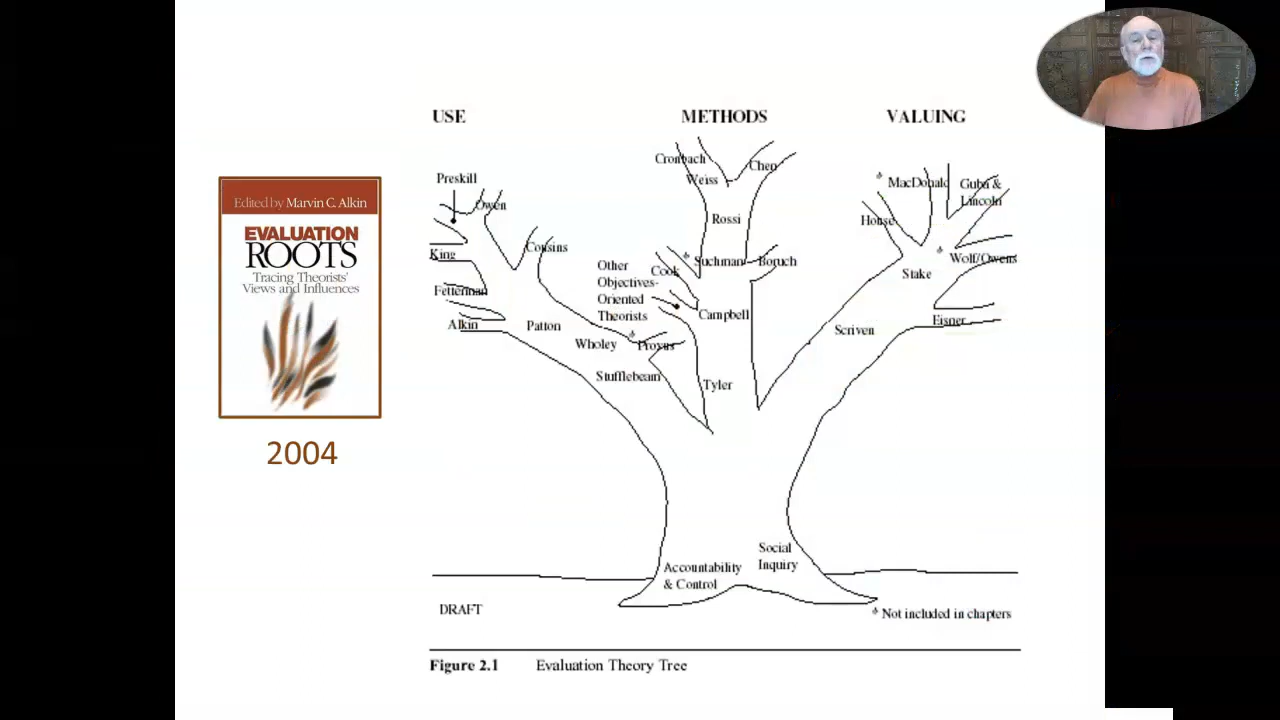 Edited by Marvin C. Alkin
EVALUATION
ROOTS
Tracing Theorists'
Views and Influences
2004
USE
METHODS
VALUING
Preskill
Owen
King
Cousins
Fetterman
Alkin
Patton
Wholey
* Provus
Stufflebeam
Other
Objectives-
Oriented
Theorists
Cronbach
Chen
Weiss
Rossi
Cook
* Suchman
Boruch
Campbell
Tyler
* MacDonald
Guba &
Lincoln
House
* Wolf/Owens
Stake
Eisner
Scriven
Accountability
& Control
Social
Inquiry
DRAFT
* Not included in chapters
Figure 2.1 Evaluation Theory Tree